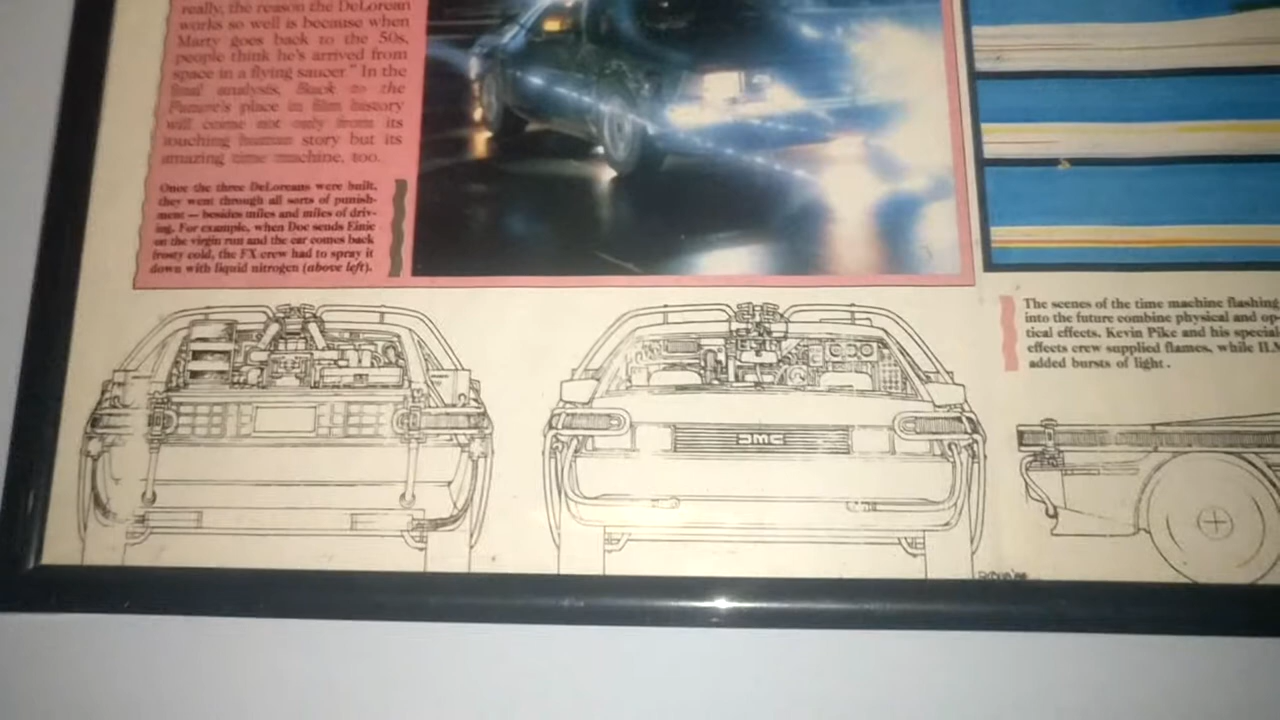 really, the reason the DeLorean
works so well is because when
Marty goes back to the 50s,
people think he's arrived from
space in a flying saucer." In the
final analysis, Back to the
Future's place in film history
will come not only from its
touching human story but its
amazing time machine, too.
Once the three DeLoreans were built,
they went through all sorts of punish-
ment — besides miles and miles of driv-
ing. For example, when Doc sends Einie
on the virgin run and the car comes back
frosty cold, the FX crew had to spray it
down with liquid nitrogen (above left).
The scenes of the time machine flashing
into the future combine physical and op-
tical effects. Kevin Pike and his special
effects crew supplied flames, while ILM
added bursts of light.
DMC